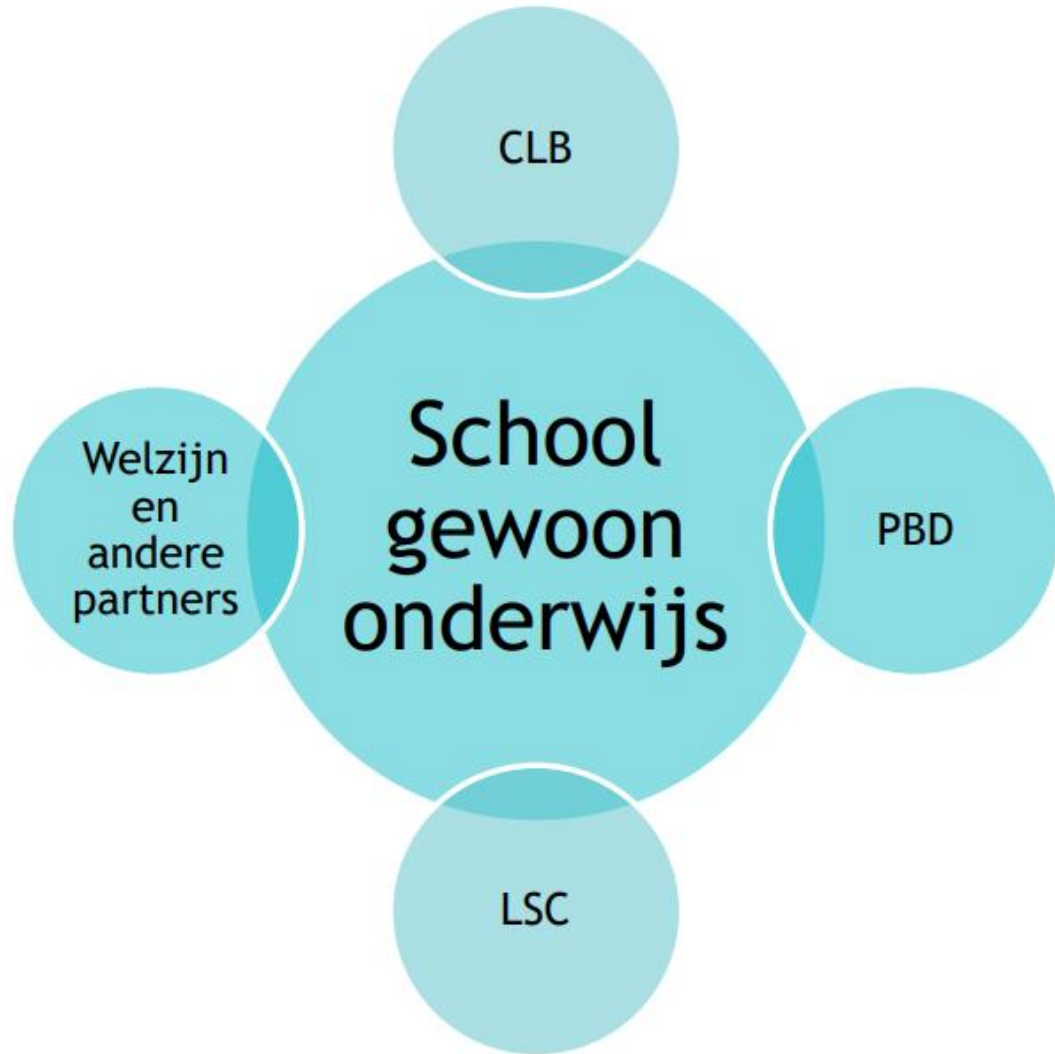 CLB
School
gewoon
onderwijs
Welzijn
en
andere
partners
PBD
LSC